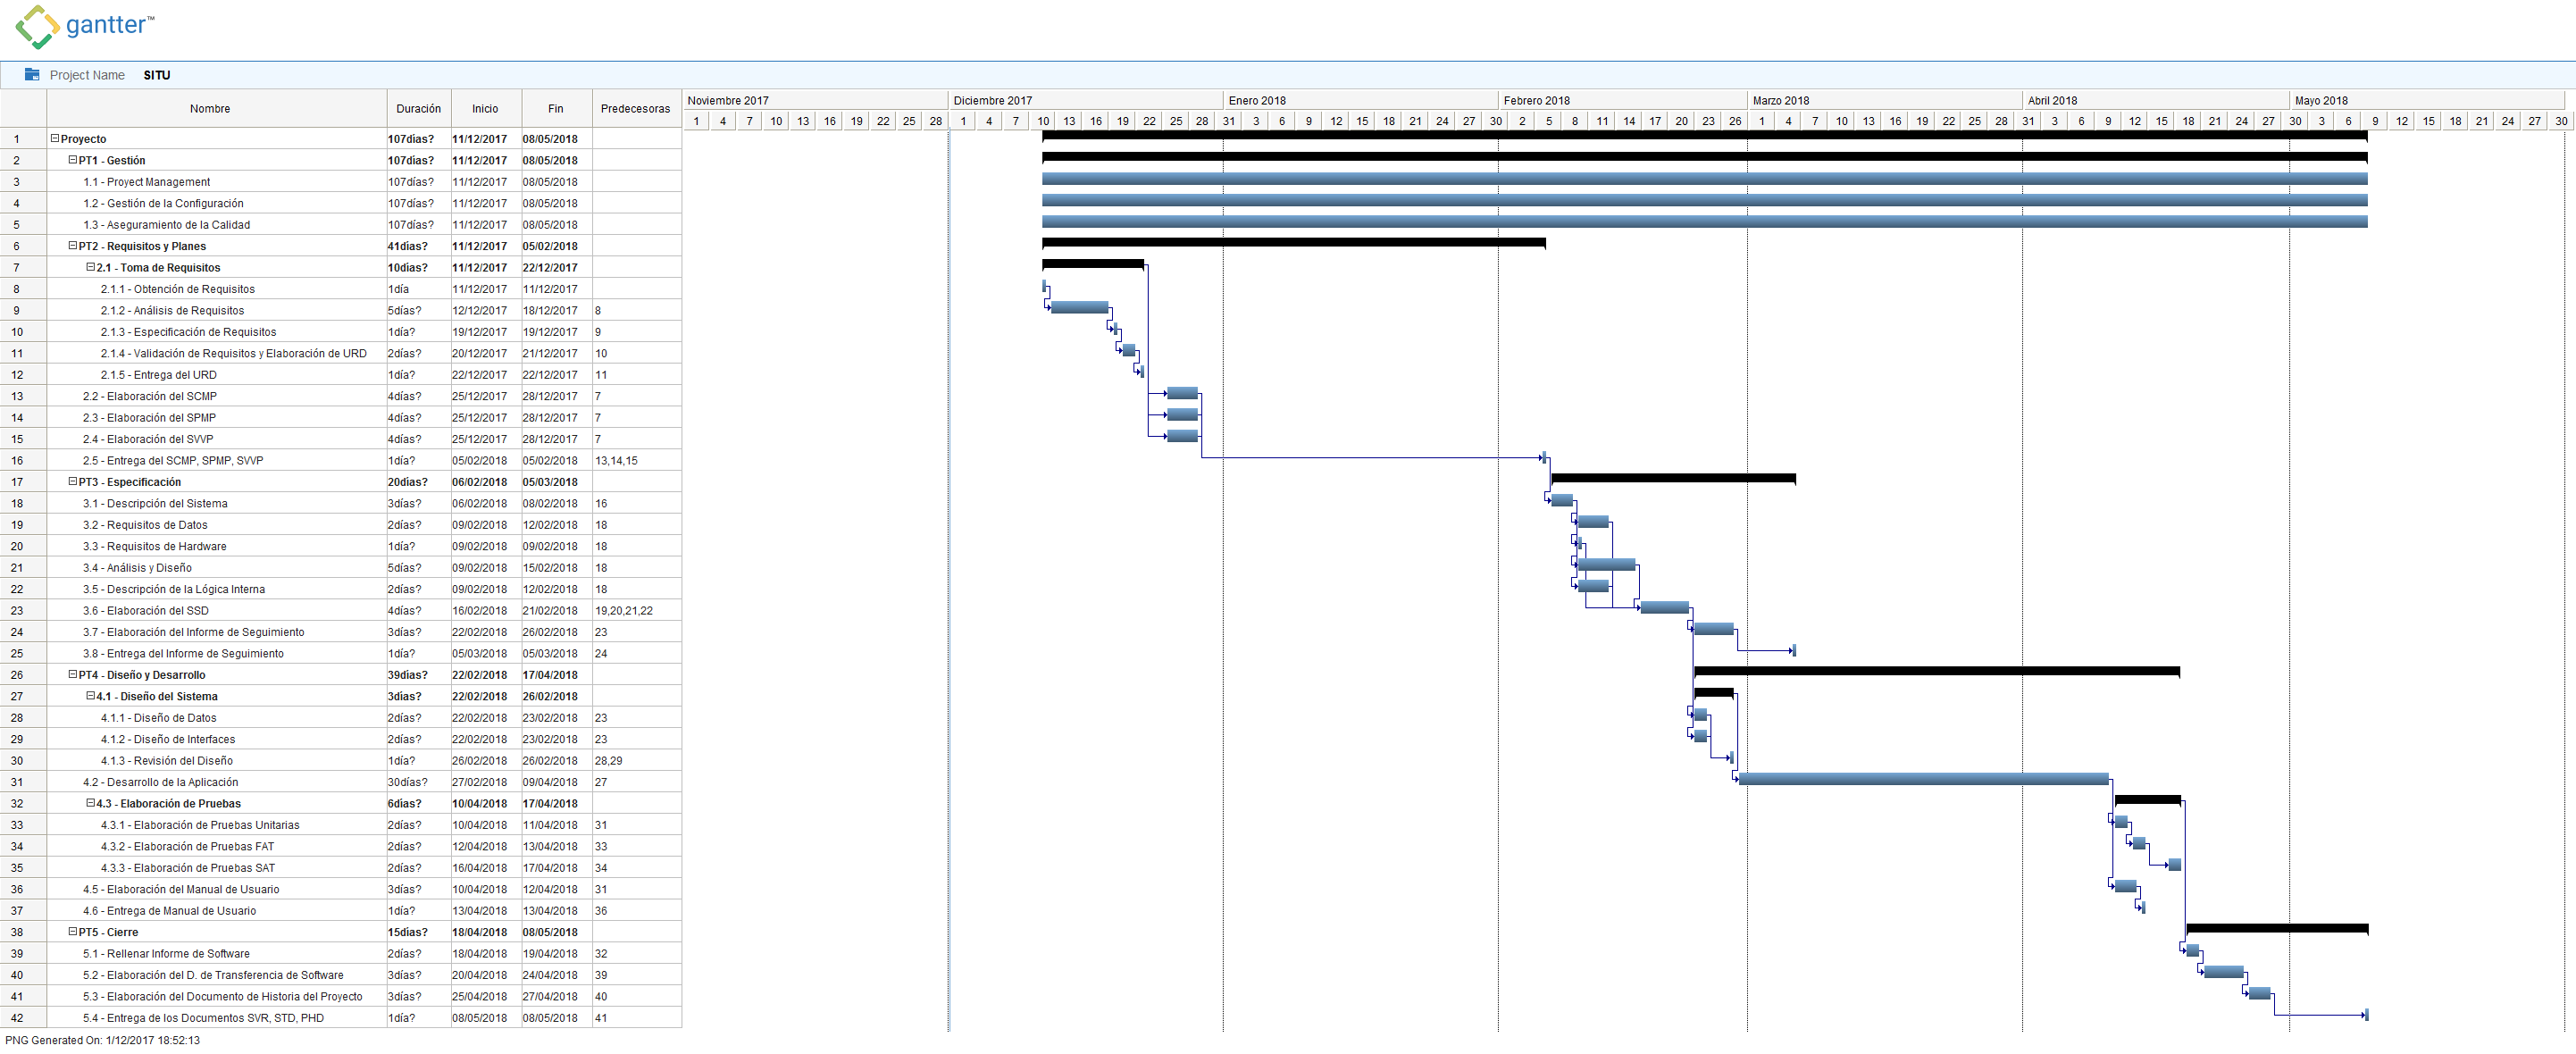 gantter™
Project Name SITU
Nombre Duración Inicio Fin Predecesoras
Noviembre 2017 Diciembre 2017 Enero 2018 Febrero 2018 Marzo 2018 Abril 2018 Mayo 2018
1 4 7 10 13 16 19 22 25 28 1 4 7 10 13 16 19 22 25 28 31 3 6 9 12 15 18 21 24 27 30 2 5 8 11 14 17 20 23 26 1 4 7 10 13 16 19 22 25 28 31 3 6 9 12 15 18 21 24 27 30 3 6 9 12 15 18 21 24 27 30
1 Proyecto 107días? 11/12/2017 08/05/2018
2 PT1 - Gestión 107días? 11/12/2017 08/05/2018
3 1.1 - Proyect Management 107días? 11/12/2017 08/05/2018
4 1.2 - Gestión de la Configuración 107días? 11/12/2017 08/05/2018
5 1.3 - Aseguramiento de la Calidad 107días? 11/12/2017 08/05/2018
6 PT2 - Requisitos y Planes 41días? 11/12/2017 05/02/2018
7 2.1 - Toma de Requisitos 10días? 11/12/2017 22/12/2017
8 2.1.1 - Obtención de Requisitos 1día 11/12/2017 11/12/2017
9 2.1.2 - Análisis de Requisitos 5días? 12/12/2017 18/12/2017 8
10 2.1.3 - Especificación de Requisitos 1día? 19/12/2017 19/12/2017 9
11 2.1.4 - Validación de Requisitos y Elaboración de URD 2días? 20/12/2017 21/12/2017 10
12 2.1.5 - Entrega del URD 1día? 22/12/2017 22/12/2017 11
13 2.2 - Elaboración del SCMP 4días? 25/12/2017 28/12/2017 7
14 2.3 - Elaboración del SPMP 4días? 25/12/2017 28/12/2017 7
15 2.4 - Elaboración del SVVP 4días? 25/12/2017 28/12/2017 7
16 2.5 - Entrega del SCMP, SPMP, SVVP 1día? 05/02/2018 05/02/2018 13,14,15
17 PT3 - Especificación 20días? 06/02/2018 05/03/2018
18 3.1 - Descripción del Sistema 3días? 06/02/2018 08/02/2018 16
19 3.2 - Requisitos de Datos 2días? 09/02/2018 12/02/2018 18
20 3.3 - Requisitos de Hardware 1día? 09/02/2018 09/02/2018 18
21 3.4 - Análisis y Diseño 5días? 09/02/2018 15/02/2018 18
22 3.5 - Descripción de la Lógica Interna 2días? 09/02/2018 12/02/2018 18
23 3.6 - Elaboración del SSD 4días? 16/02/2018 21/02/2018 19,20,21,22
24 3.7 - Elaboración del Informe de Seguimiento 3días? 22/02/2018 26/02/2018 23
25 3.8 - Entrega del Informe de Seguimiento 1día? 05/03/2018 05/03/2018 24
26 PT4 - Diseño y Desarrollo 39días? 22/02/2018 17/04/2018
27 4.1 - Diseño del Sistema 3días? 22/02/2018 26/02/2018
28 4.1.1 - Diseño de Datos 2días? 22/02/2018 23/02/2018 23
29 4.1.2 - Diseño de Interfaces 2días? 22/02/2018 23/02/2018 23
30 4.1.3 - Revisión del Diseño 1día? 26/02/2018 26/02/2018 28,29
31 4.2 - Desarrollo de la Aplicación 30días? 27/02/2018 09/04/2018 27
32 4.3 - Elaboración de Pruebas 6días? 10/04/2018 17/04/2018
33 4.3.1 - Elaboración de Pruebas Unitarias 2días? 10/04/2018 11/04/2018 31
34 4.3.2 - Elaboración de Pruebas FAT 2días? 12/04/2018 13/04/2018 33
35 4.3.3 - Elaboración de Pruebas SAT 2días? 16/04/2018 17/04/2018 34
36 4.5 - Elaboración del Manual de Usuario 3días? 10/04/2018 12/04/2018 31
37 4.6 - Entrega de Manual de Usuario 1día? 13/04/2018 13/04/2018 36
38 PT5 - Cierre 15días? 18/04/2018 08/05/2018
39 5.1 - Rellenar Informe de Software 2días? 18/04/2018 19/04/2018 32
40 5.2 - Elaboración del D. de Transferencia de Software 3días? 20/04/2018 24/04/2018 39
41 5.3 - Elaboración del Documento de Historia del Proyecto 3días? 25/04/2018 27/04/2018 40
42 5.4 - Entrega de los Documentos SVR, STD, PHD 1día? 08/05/2018 08/05/2018 41
PNG Generated On: 1/12/2017 18:52:13